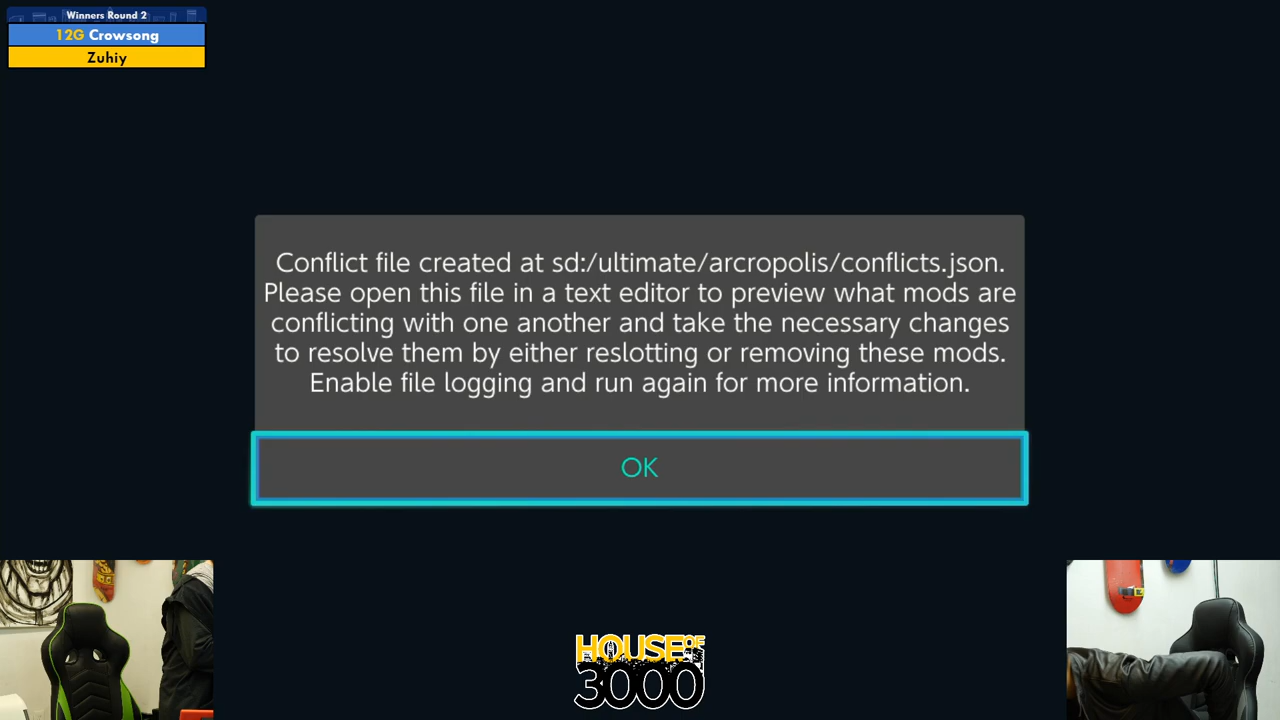 Winners Round 2
12G Crowsong
Zuhiy
Conflict file created at sd:/ultimate/arcropolis/conflicts.json.
Please open this file in a text editor to preview what mods are
conflicting with one another and take the necessary changes
to resolve them by either reslotting or removing these mods.
Enable file logging and run again for more information.
OK
HOUSE OF
3000